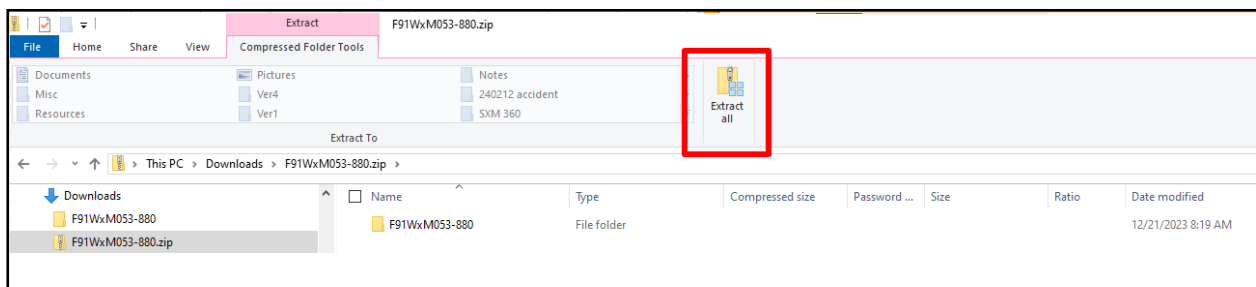 Extract F91WxM053-880.zip
File Home Share View Compressed Folder Tools
Documents Pictures Notes
Misc Ver4 240212 accident
Resources Ver1 SXM 360
Extract
all
Extract To
This PC > Downloads > F91WxM053-880.zip >
Downloads
F91WxM053-880
F91WxM053-880.zip
Name Type Compressed size Password ... Size Ratio Date modified
F91WxM053-880 File folder 12/21/2023 8:19 AM